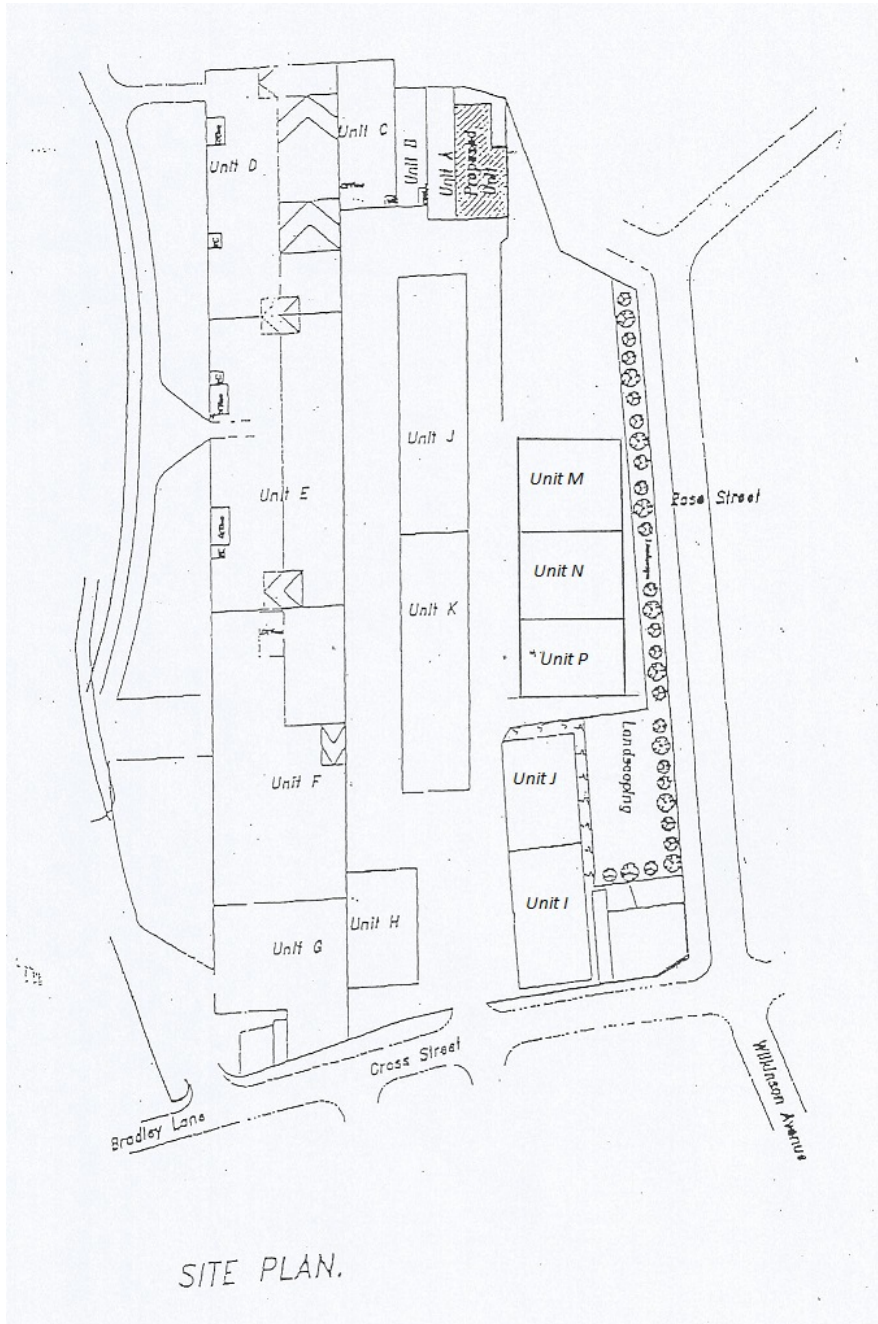 Unit C
Unit D
Unit B
Unit Y
Proposed
Unit
Unit J
Unit M
Unit E
Rose Street
Unit N
Unit K
Unit P
Landscaping
Unit F
Unit J
Unit I
Unit H
Unit G
Cross Street
Wilkinson Avenue
Bradley Lane
SITE PLAN.